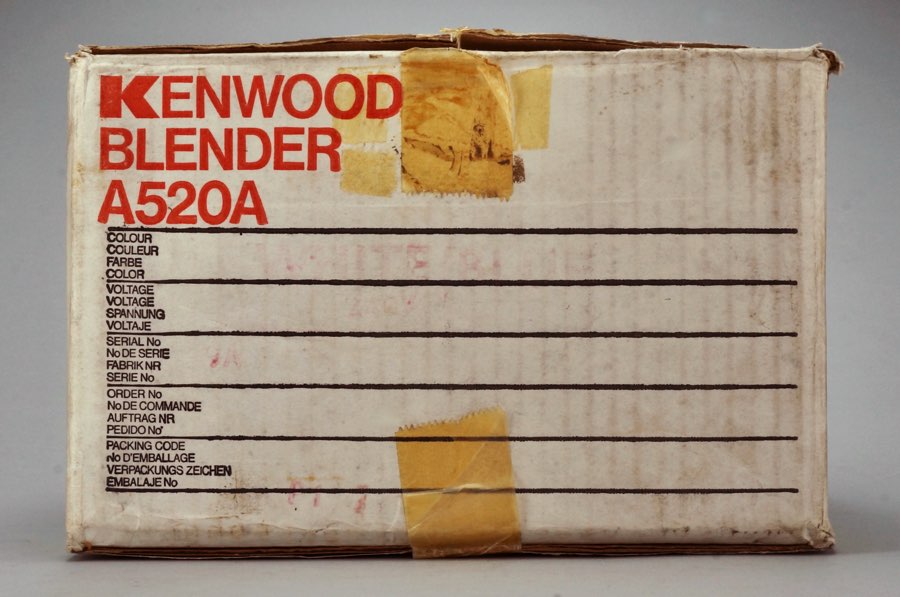 KENWOOD
BLENDER
A520A
COLOUR
COULEUR
FARBE
COLOR
VOLTAGE
VOLTAGE
SPANNUNG
VOLTAJE
SERIAL No
No DE SERIE
FABRIK NR
SERIE No
ORDER No
No DE COMMANDE
AUFTRAG NR
PEDIDO No
PACKING CODE
No D'EMBALLAGE
VERPACKUNGS ZEICHEN
EMBALAJE No